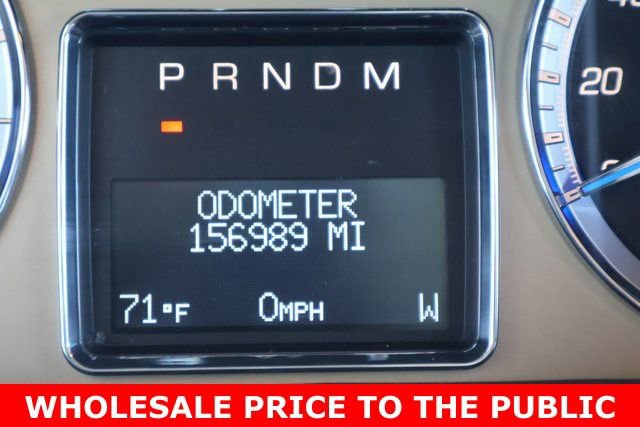 P R N D M
20
ODOMETER
156989 MI
71°F 0MPH W
WHOLESALE PRICE TO THE PUBLIC